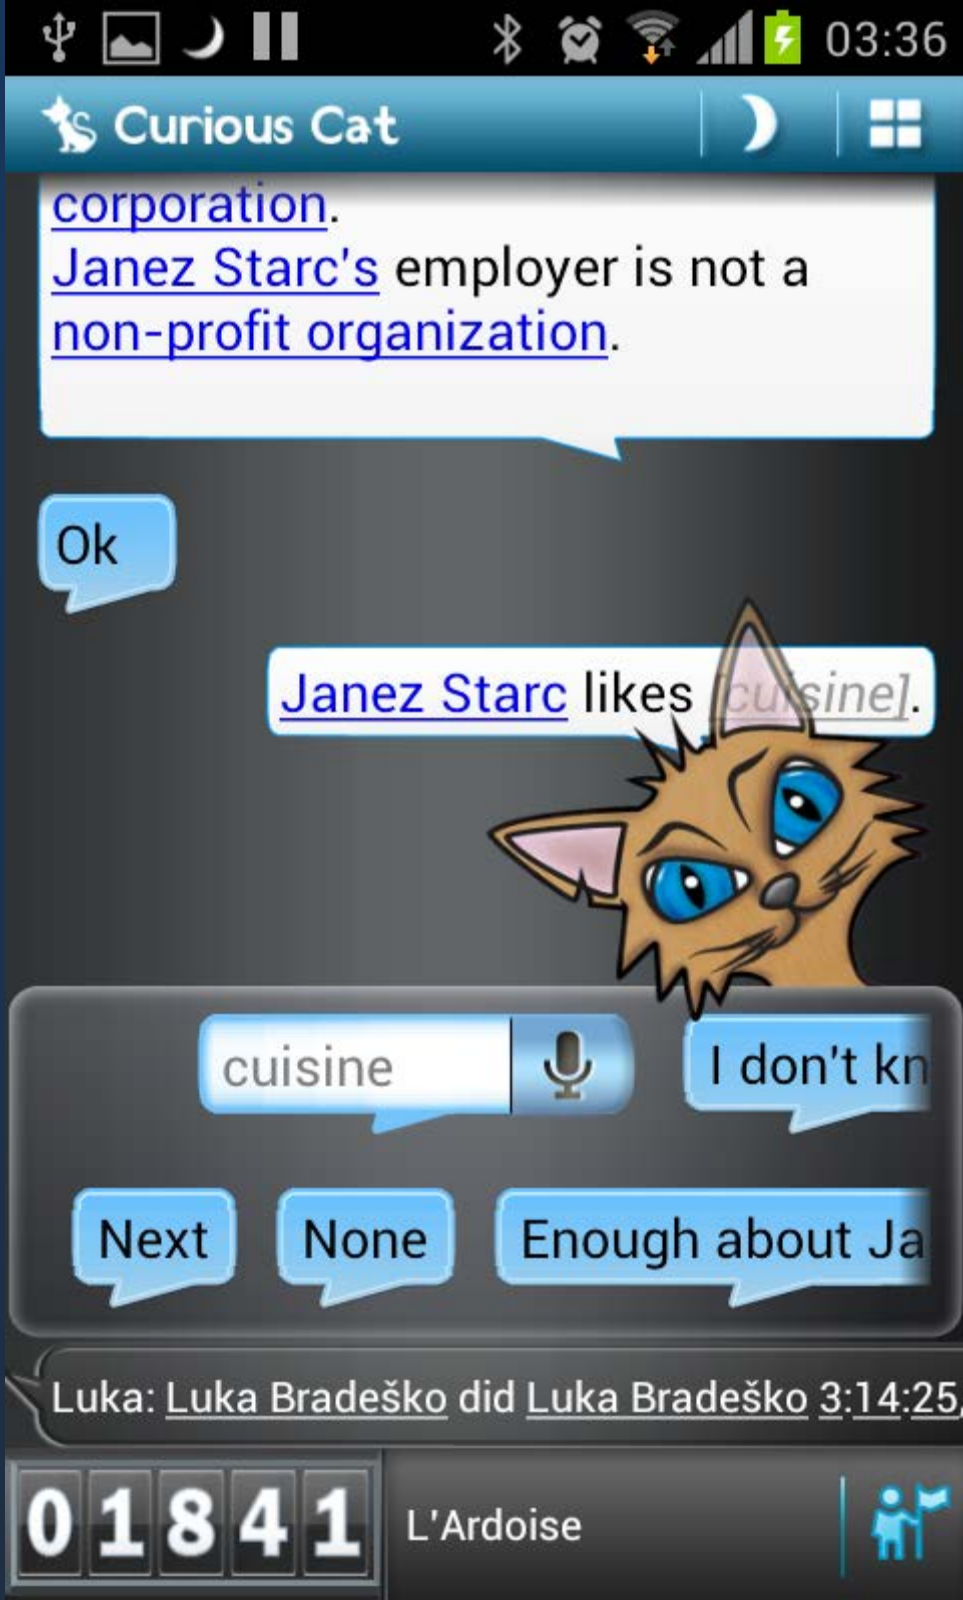 03:36
Curious Cat
corporation.
Janez Starc's employer is not a
non-profit organization.
Ok
Janez Starc likes [cuisine].
cuisine
I don't kn
Next
None
Enough about Ja
Luka: Luka Bradeško did Luka Bradeško 3:14:25,
01841
L'Ardoise